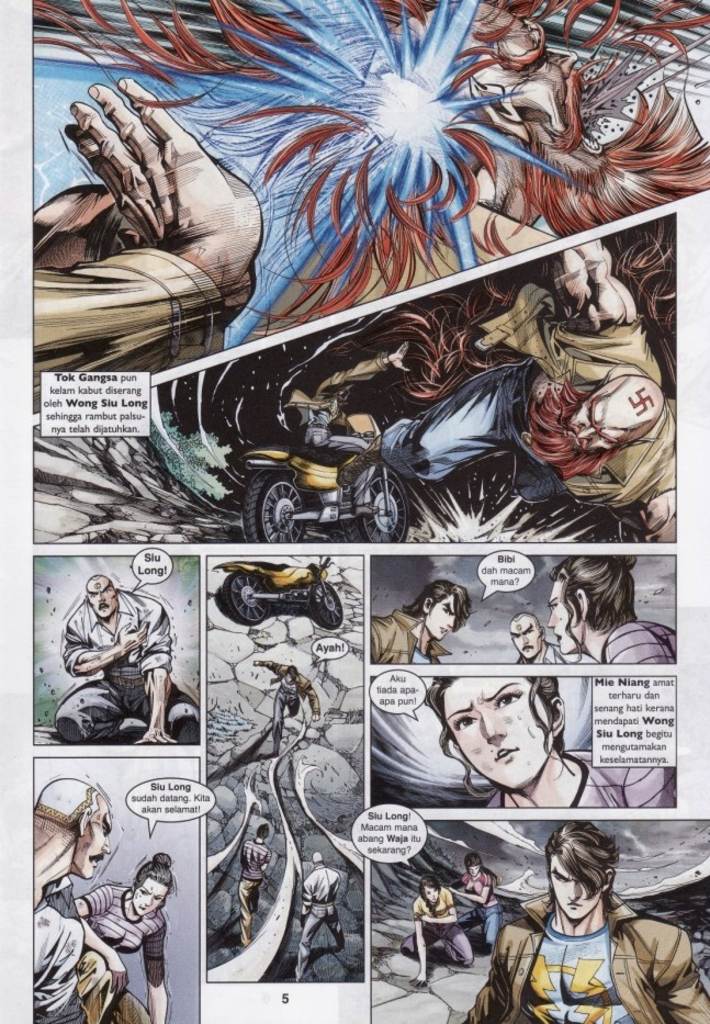 Tok Gangsa pun
kelam kabut diserang
oleh Wong Siu Long
sehingga rambut palsu-
nya telah dijatuhkan.
Siu
Long!
Ayah!
Bibi
dah macam
mana?
Aku
tiada apa-
apa pun!
Mie Niang amat
terharu dan
senang hati kerana
mendapati Wong
Siu Long begitu
mengutamakan
keselamatannya.
Siu Long
sudah datang. Kita
akan selamat!
Siu Long!
Macam mana
abang Waja itu
sekarang?
5